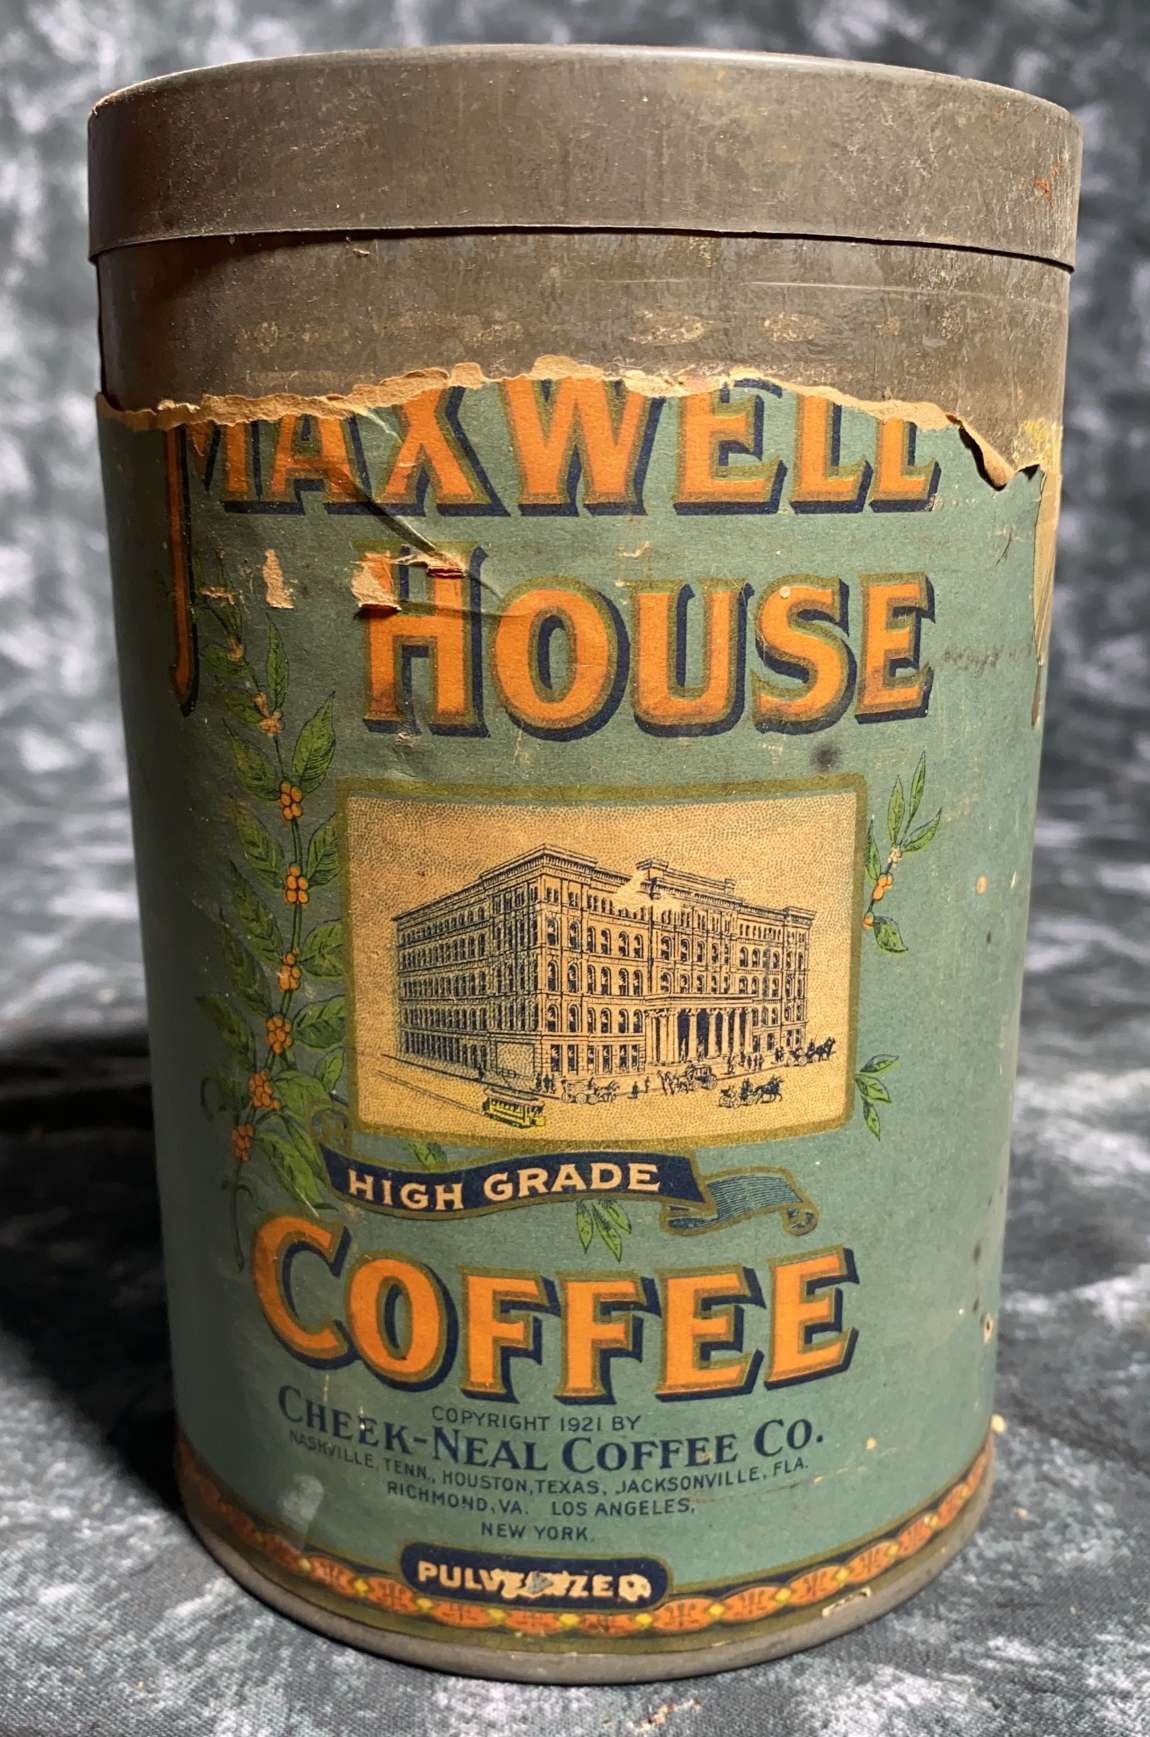 MAXWELL
HOUSE
HIGH GRADE
COFFEE
COPYRIGHT 1921 BY
CHEEK-NEAL COFFEE CO.
NASHVILLE, TENN., HOUSTON, TEXAS, JACKSONVILLE, FLA.
RICHMOND, VA. LOS ANGELES,
NEW YORK.
PULVERIZED